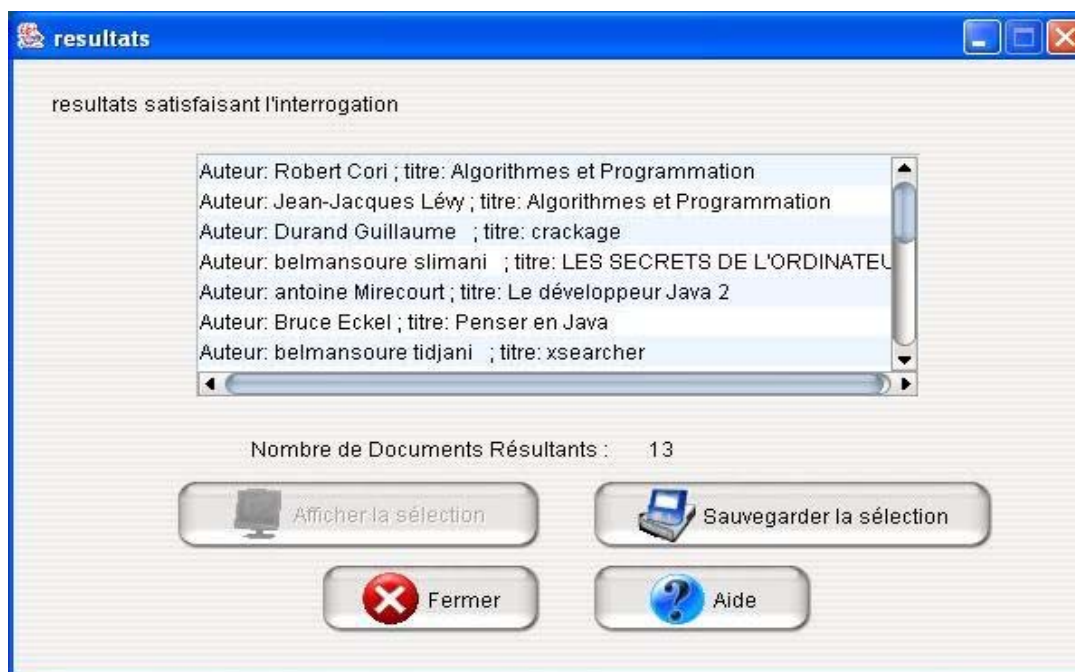 resultats
resultats satisfaisant l'interrogation
Auteur: Robert Cori ; titre: Algorithmes et Programmation
Auteur: Jean-Jacques Lévy ; titre: Algorithmes et Programmation
Auteur: Durand Guillaume ; titre: crackage
Auteur: belmansoure slimani ; titre: LES SECRETS DE L'ORDINATEU
Auteur: antoine Mirecourt ; titre: Le développeur Java 2
Auteur: Bruce Eckel ; titre: Penser en Java
Auteur: belmansoure tidjani ; titre: xsearcher
Nombre de Documents Résultants : 13
Afficher la sélection Sauvegarder la sélection
Fermer Aide